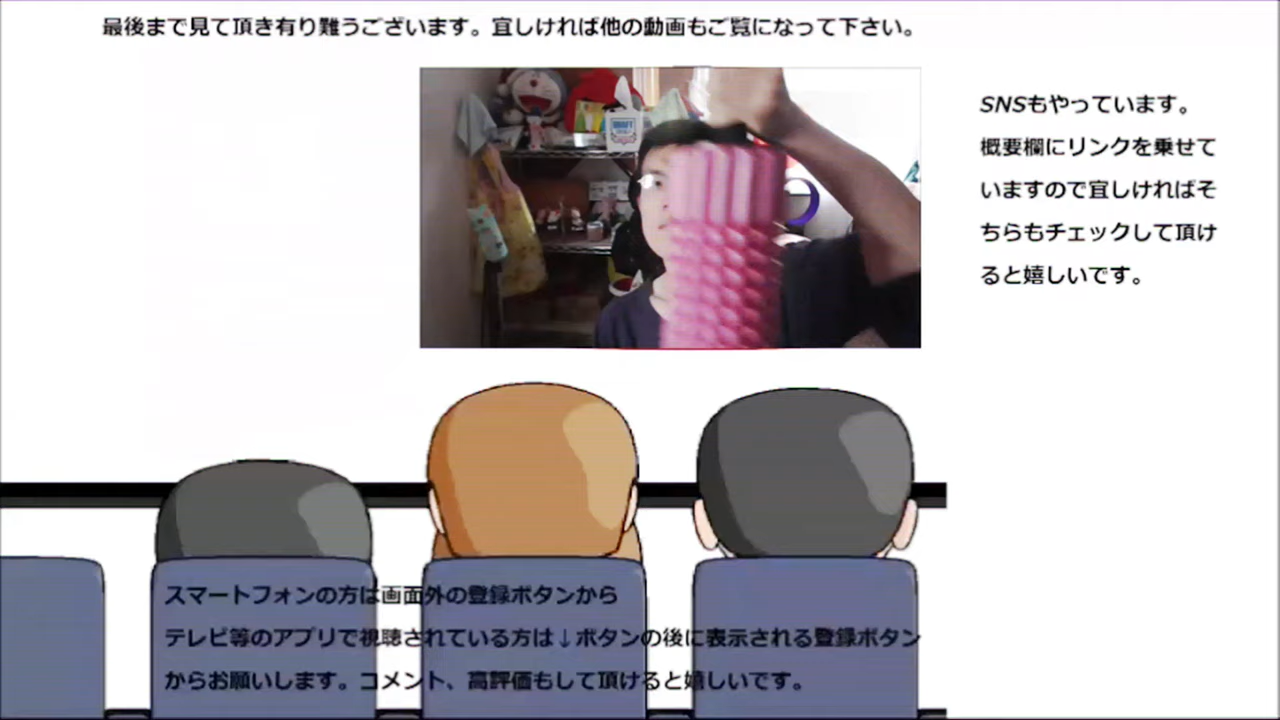 最後まで見て頂き有り難うございます。宜しければ他の動画もご覧になって下さい。
SNSもやっています。
概要欄にリンクを乗せて
いますので宜しければそ
ちらもチェックして頂け
ると嬉しいです。
スマートフォンの方は画面外の登録ボタンから
テレビ等のアプリで視聴されている方は↓ボタンの後に表示される登録ボタン
からお願いします。コメント、高評価もして頂けると嬉しいです。